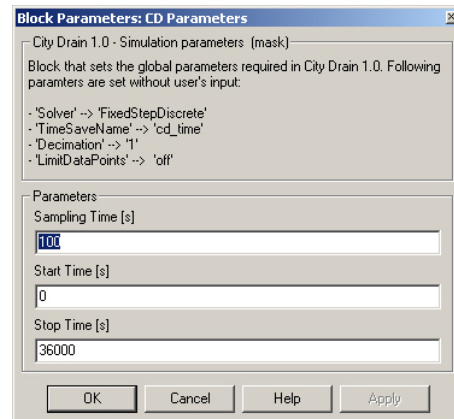 Block Parameters: CD Parameters
City Drain 1.0 - Simulation parameters (mask)
Block that sets the global parameters required in City Drain 1.0. Following
paramters are set without user's input:
- 'Solver' --> 'FixedStepDiscrete'
- 'TimeSaveName' --> 'cd_time'
- 'Decimation' --> '1'
- 'LimitDataPoints' --> 'off'
Parameters
Sampling Time [s]
100
Start Time [s]
0
Stop Time [s]
36000
OK Cancel Help Apply